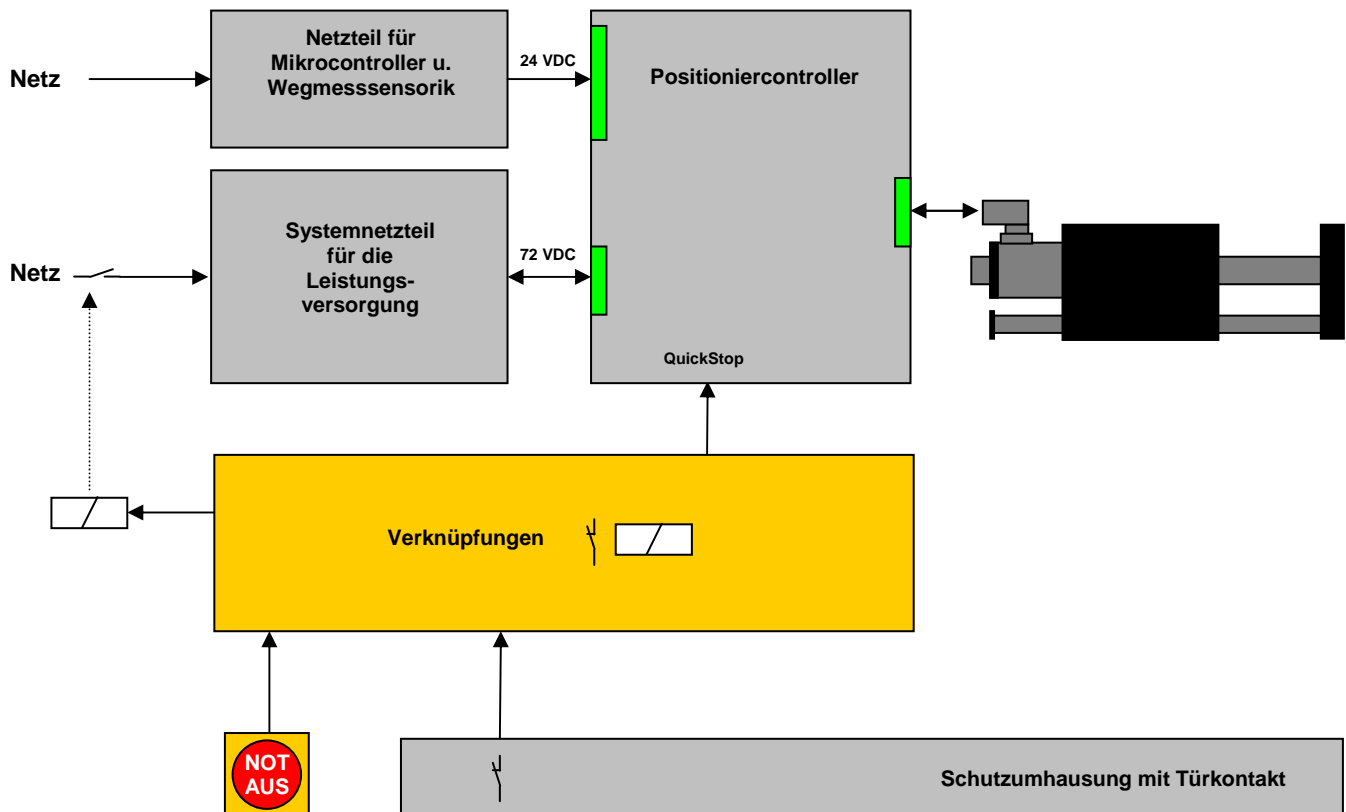 Netzteil für
Mikrocontroller u.
Wegmesssensorik
Netz
24 VDC
Positioniercontroller
Systemnetzteil
für die
Leistungs-
versorgung
Netz
72 VDC
QuickStop
Verknüpfungen
NOT
AUS
Schutzumhausung mit Türkontakt